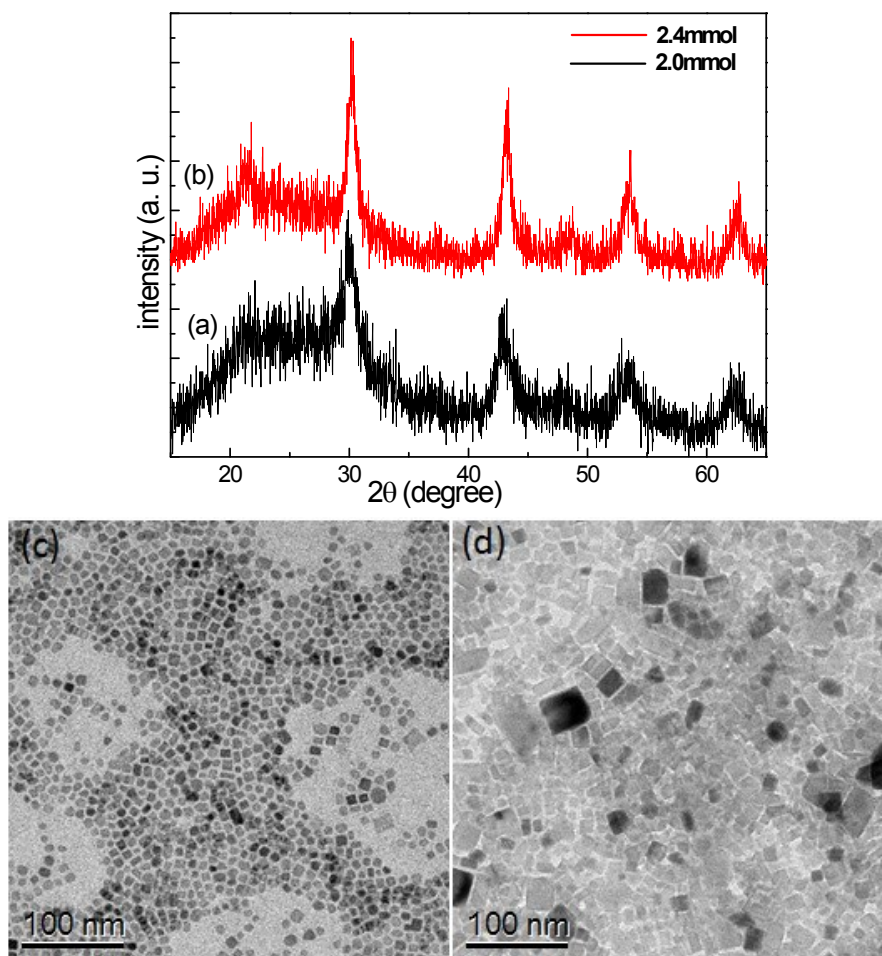 2.4mmol
2.0mmol
(b)
(a)
intensity (a. u.)
20 30 40 50 60
2θ (degree)
(c) (d)
100 nm 100 nm